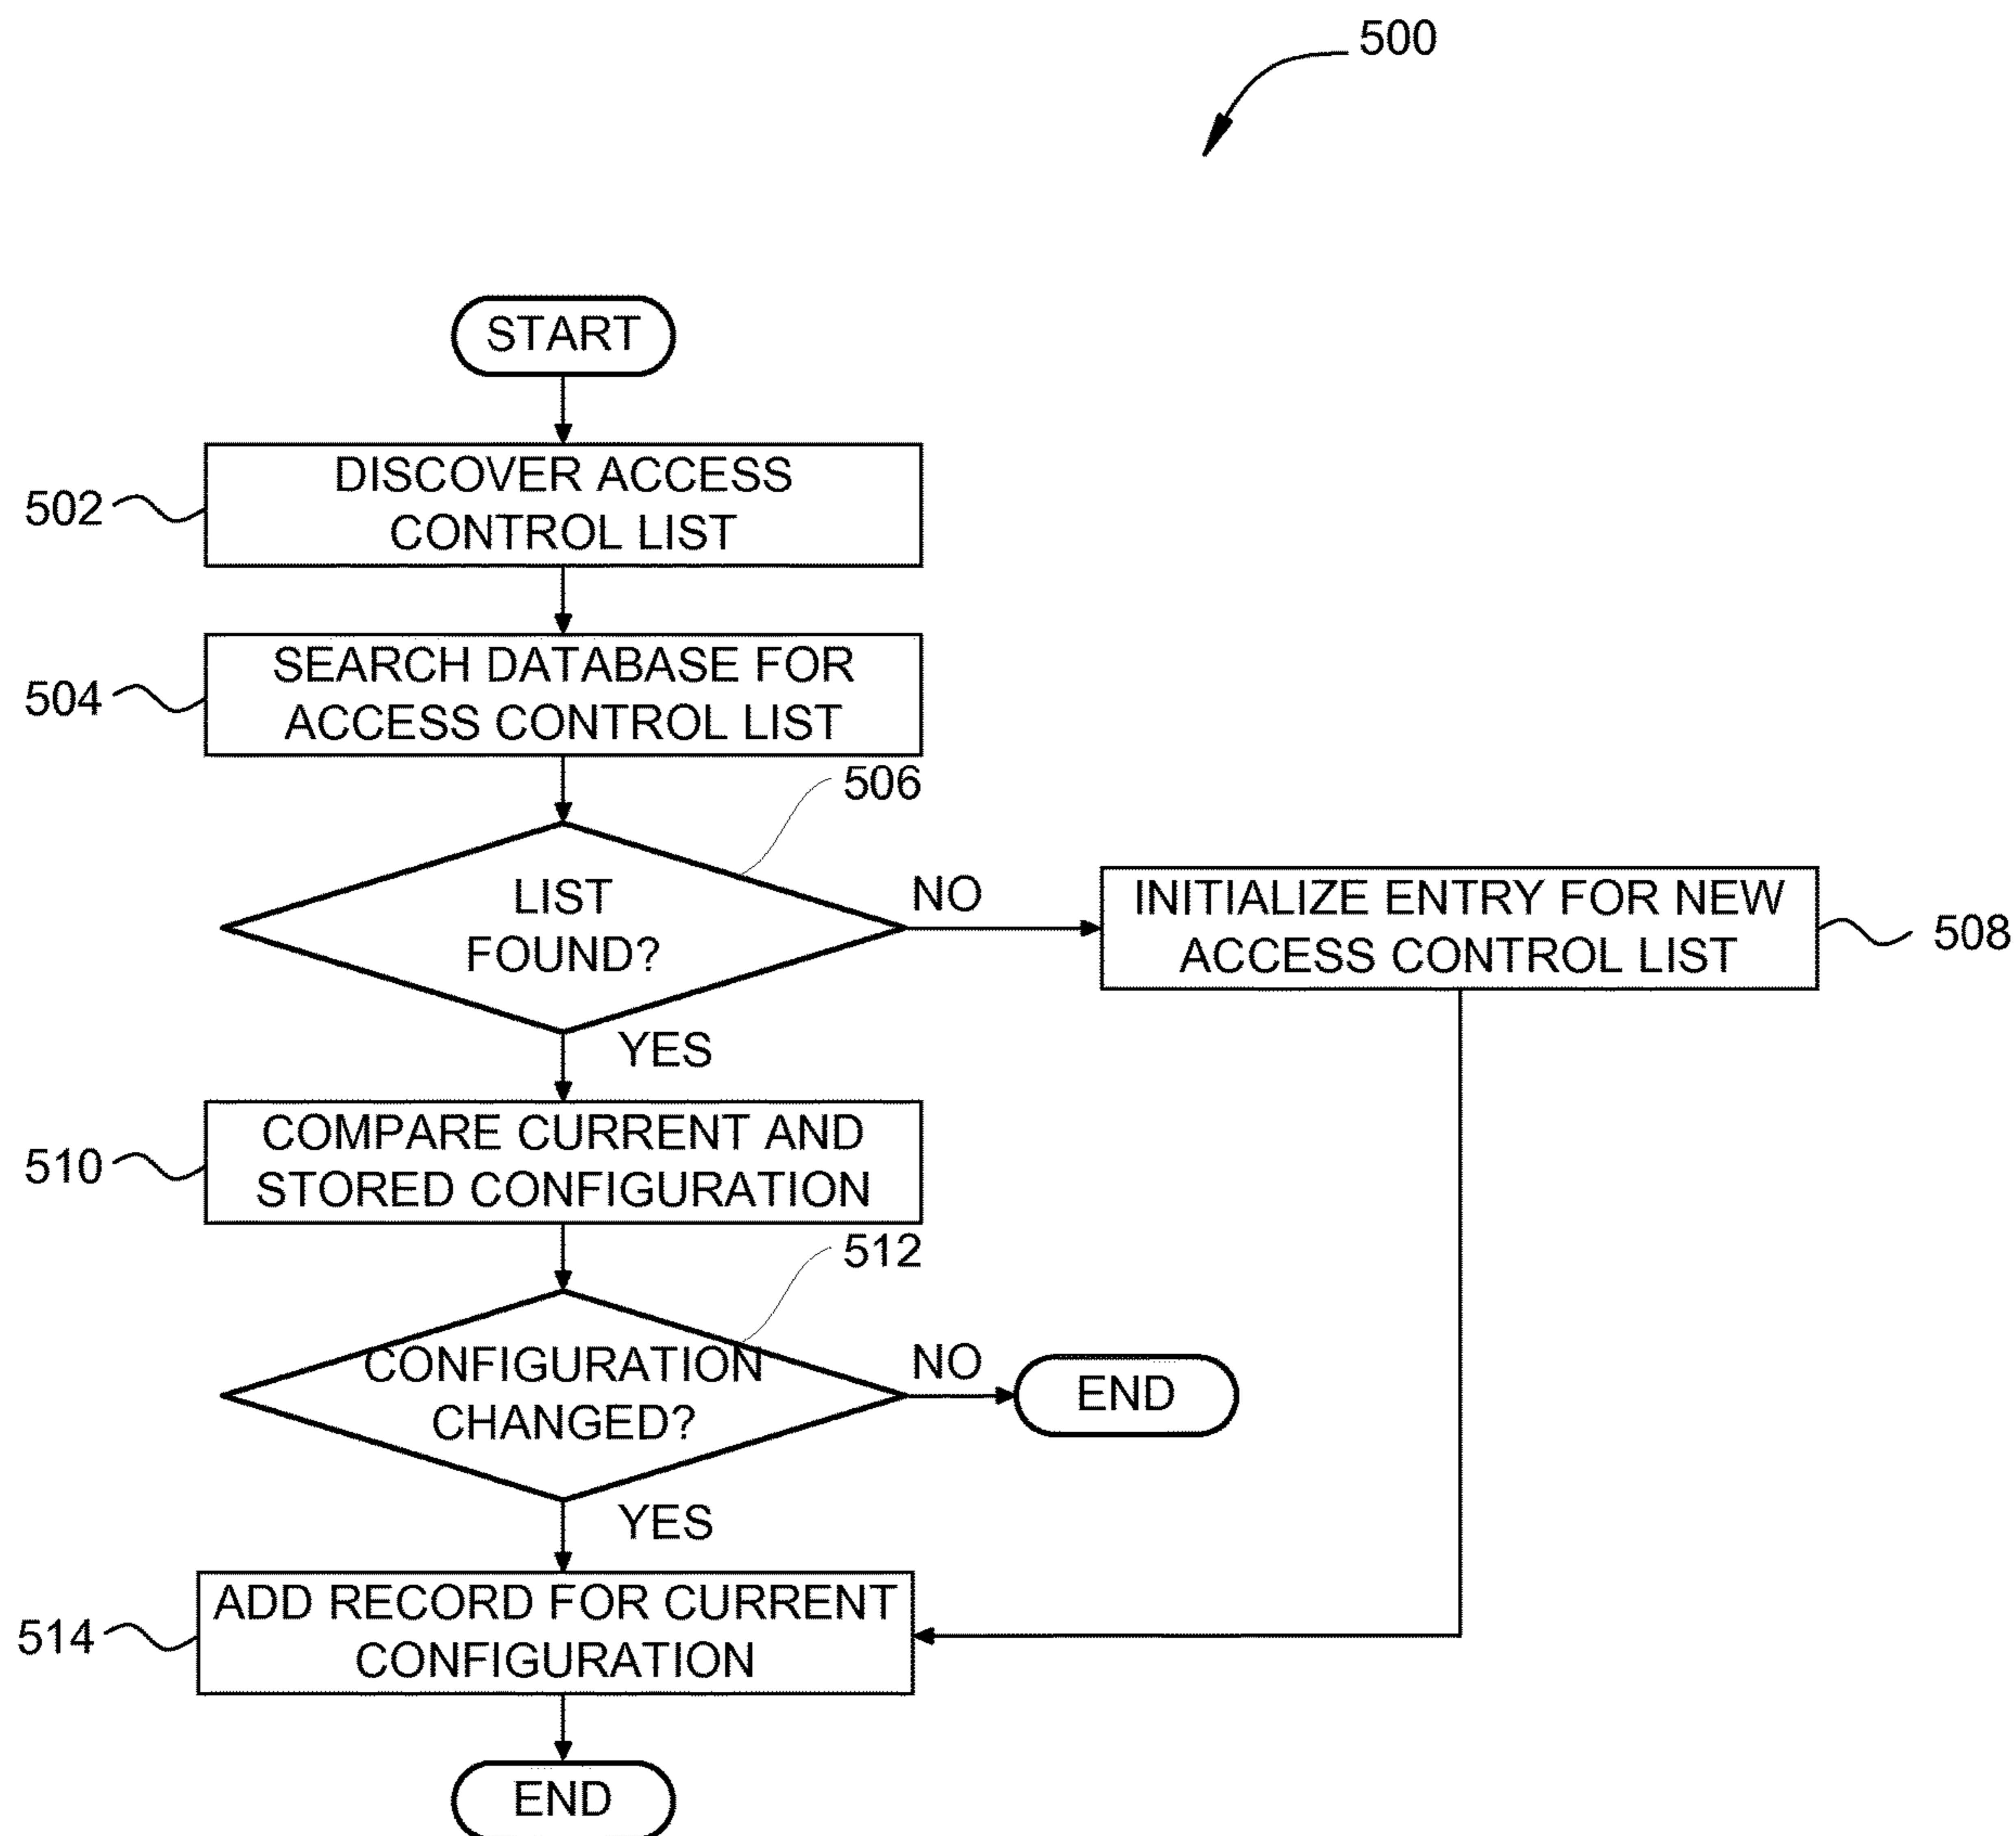 500
START
502
DISCOVER ACCESS
CONTROL LIST
504
SEARCH DATABASE FOR
ACCESS CONTROL LIST
506
LIST
FOUND?
NO
INITIALIZE ENTRY FOR NEW
ACCESS CONTROL LIST
508
YES
510
COMPARE CURRENT AND
STORED CONFIGURATION
512
CONFIGURATION
CHANGED?
NO
END
YES
514
ADD RECORD FOR CURRENT
CONFIGURATION
END